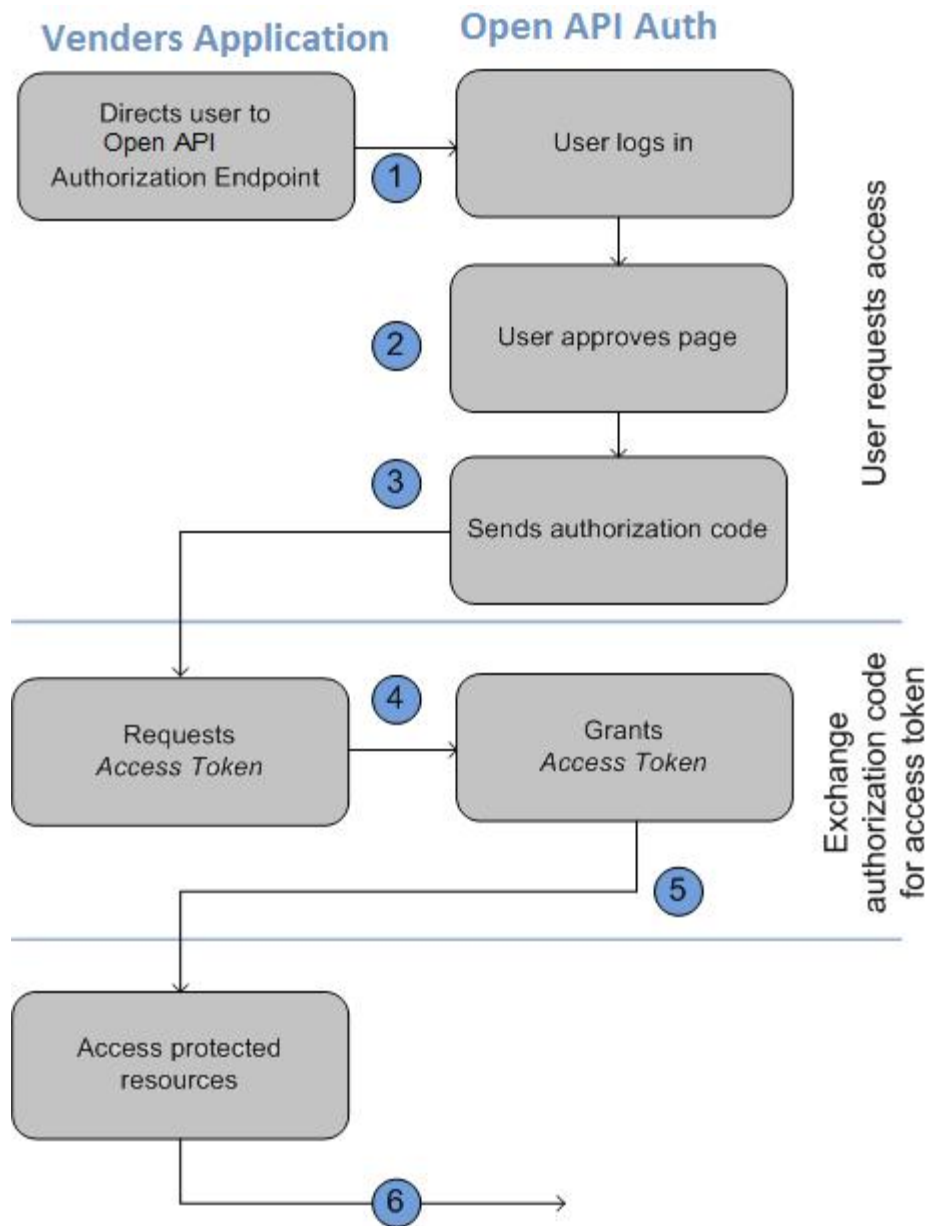 Venders Application
Open API Auth
Directs user to
Open API
Authorization Endpoint
1
User logs in
User requests access
2
User approves page
3
Sends authorization code
Requests
Access Token
4
Grants
Access Token
Exchange
authorization code
for access token
5
Access protected
resources
6